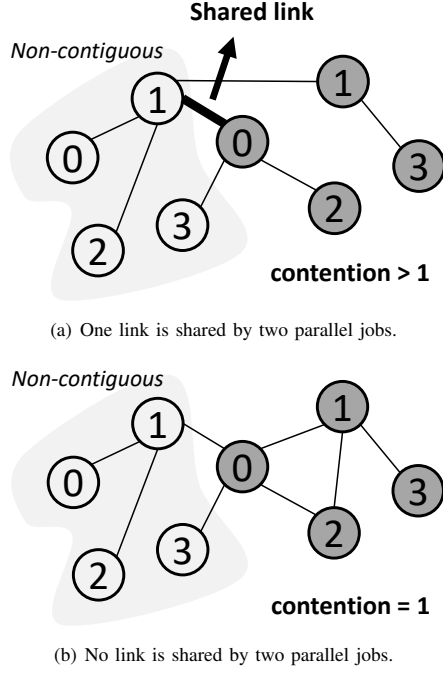 Shared link
Non-contiguous
1
1
0
0
3
2
3
2
contention > 1
(a) One link is shared by two parallel jobs.
Non-contiguous
1
1
0
0
3
2
3
2
contention = 1
(b) No link is shared by two parallel jobs.